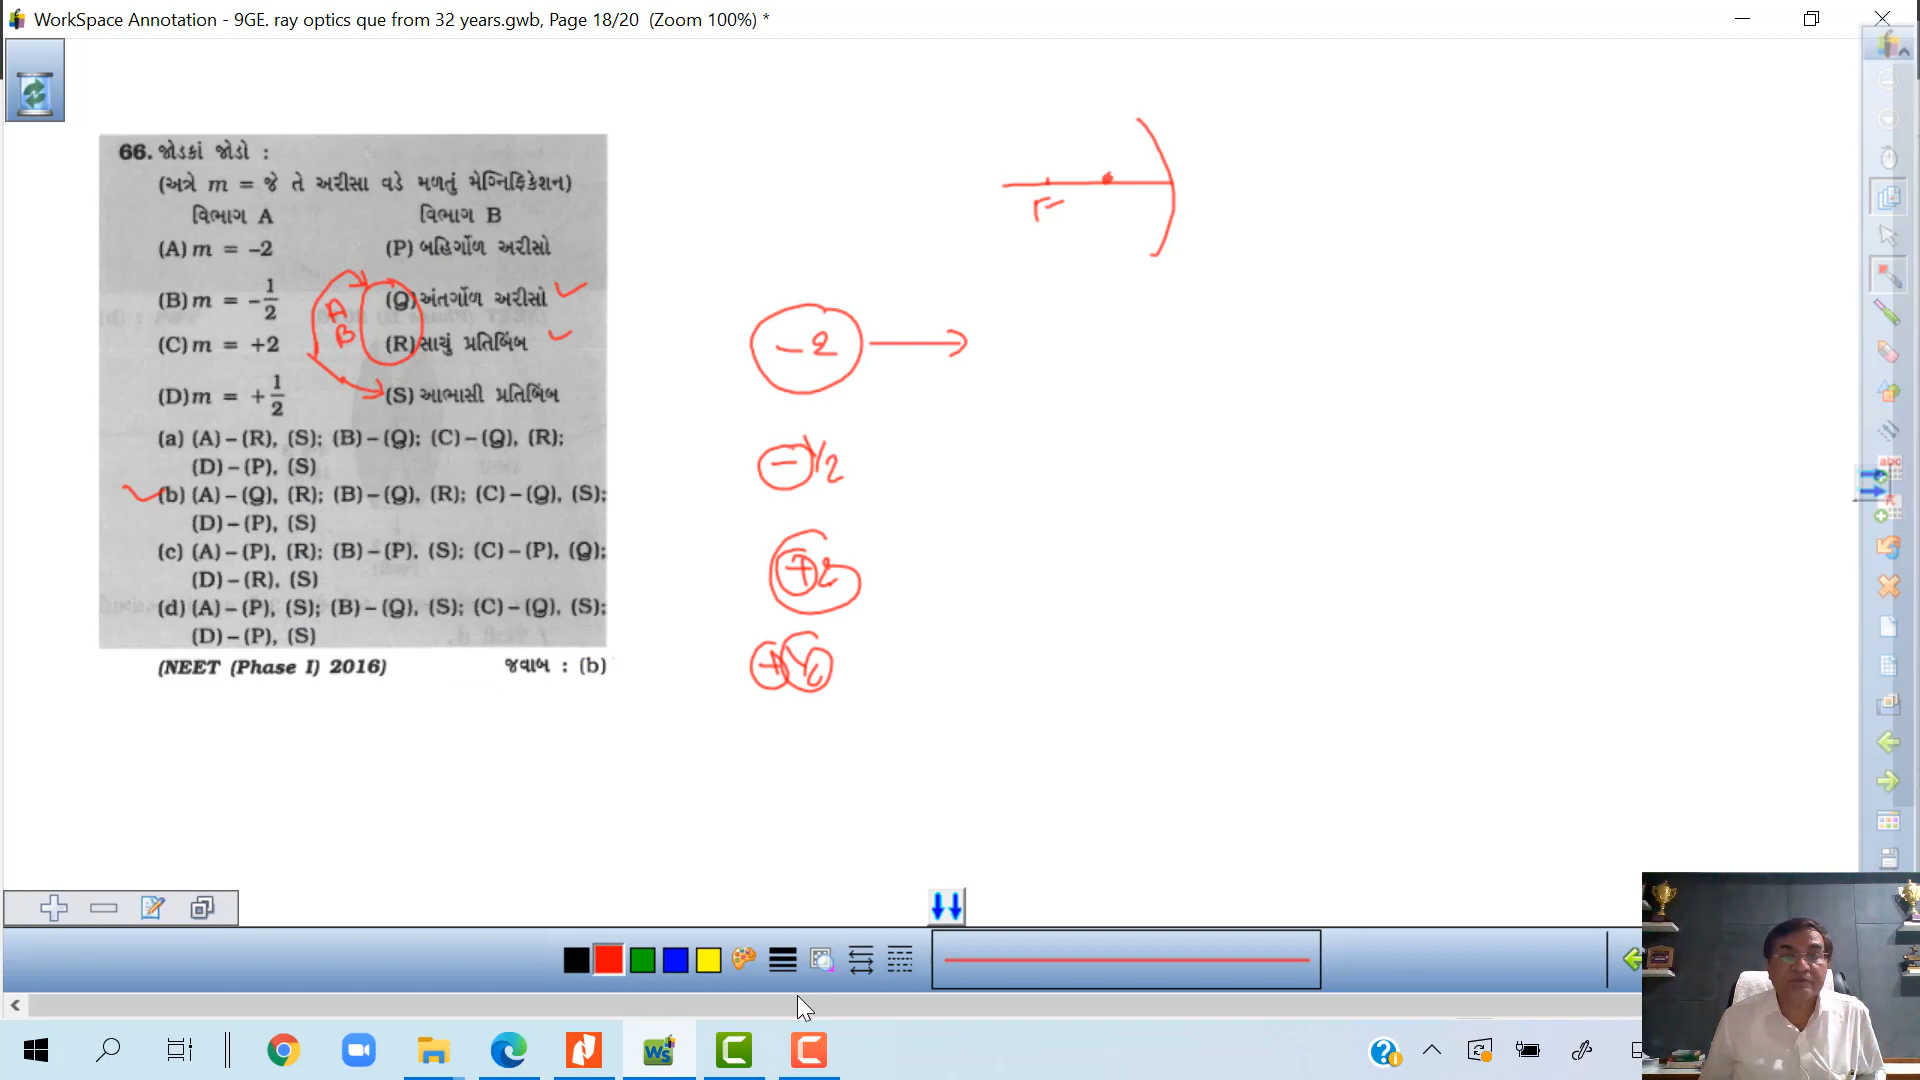 WorkSpace Annotation - 9GE. ray optics que from 32 years.gwb, Page 18/20 (Zoom 100%) *
66. જોડકાં જોડો :
(અત્રે m = જે તે અરીસા વડે મળતું મેગ્નિફિકેશન)
વિભાગ A વિભાગ B
(A) m = -2 (P) બહિર્ગોળ અરીસો
(B) m = -1/2 (Q) અંતર્ગોળ અરીસો
(C) m = +2 (R) સાચું પ્રતિબિંબ
(D) m = +1/2 (S) આભાસી પ્રતિબિંબ
(a) (A) – (R), (S); (B) – (Q); (C) – (Q), (R);
(D) – (P), (S)
(b) (A) – (Q), (R); (B) – (Q), (R); (C) – (Q), (S);
(D) – (P), (S)
(c) (A) – (P), (R); (B) – (P), (S); (C) – (P), (Q);
(D) – (R), (S)
(d) (A) – (P), (S); (B) – (Q), (S); (C) – (Q), (S);
(D) – (P), (S)
(NEET (Phase I) 2016) જવાબ : (b)
A
B
F
-2
-1/2
+2
+1/2